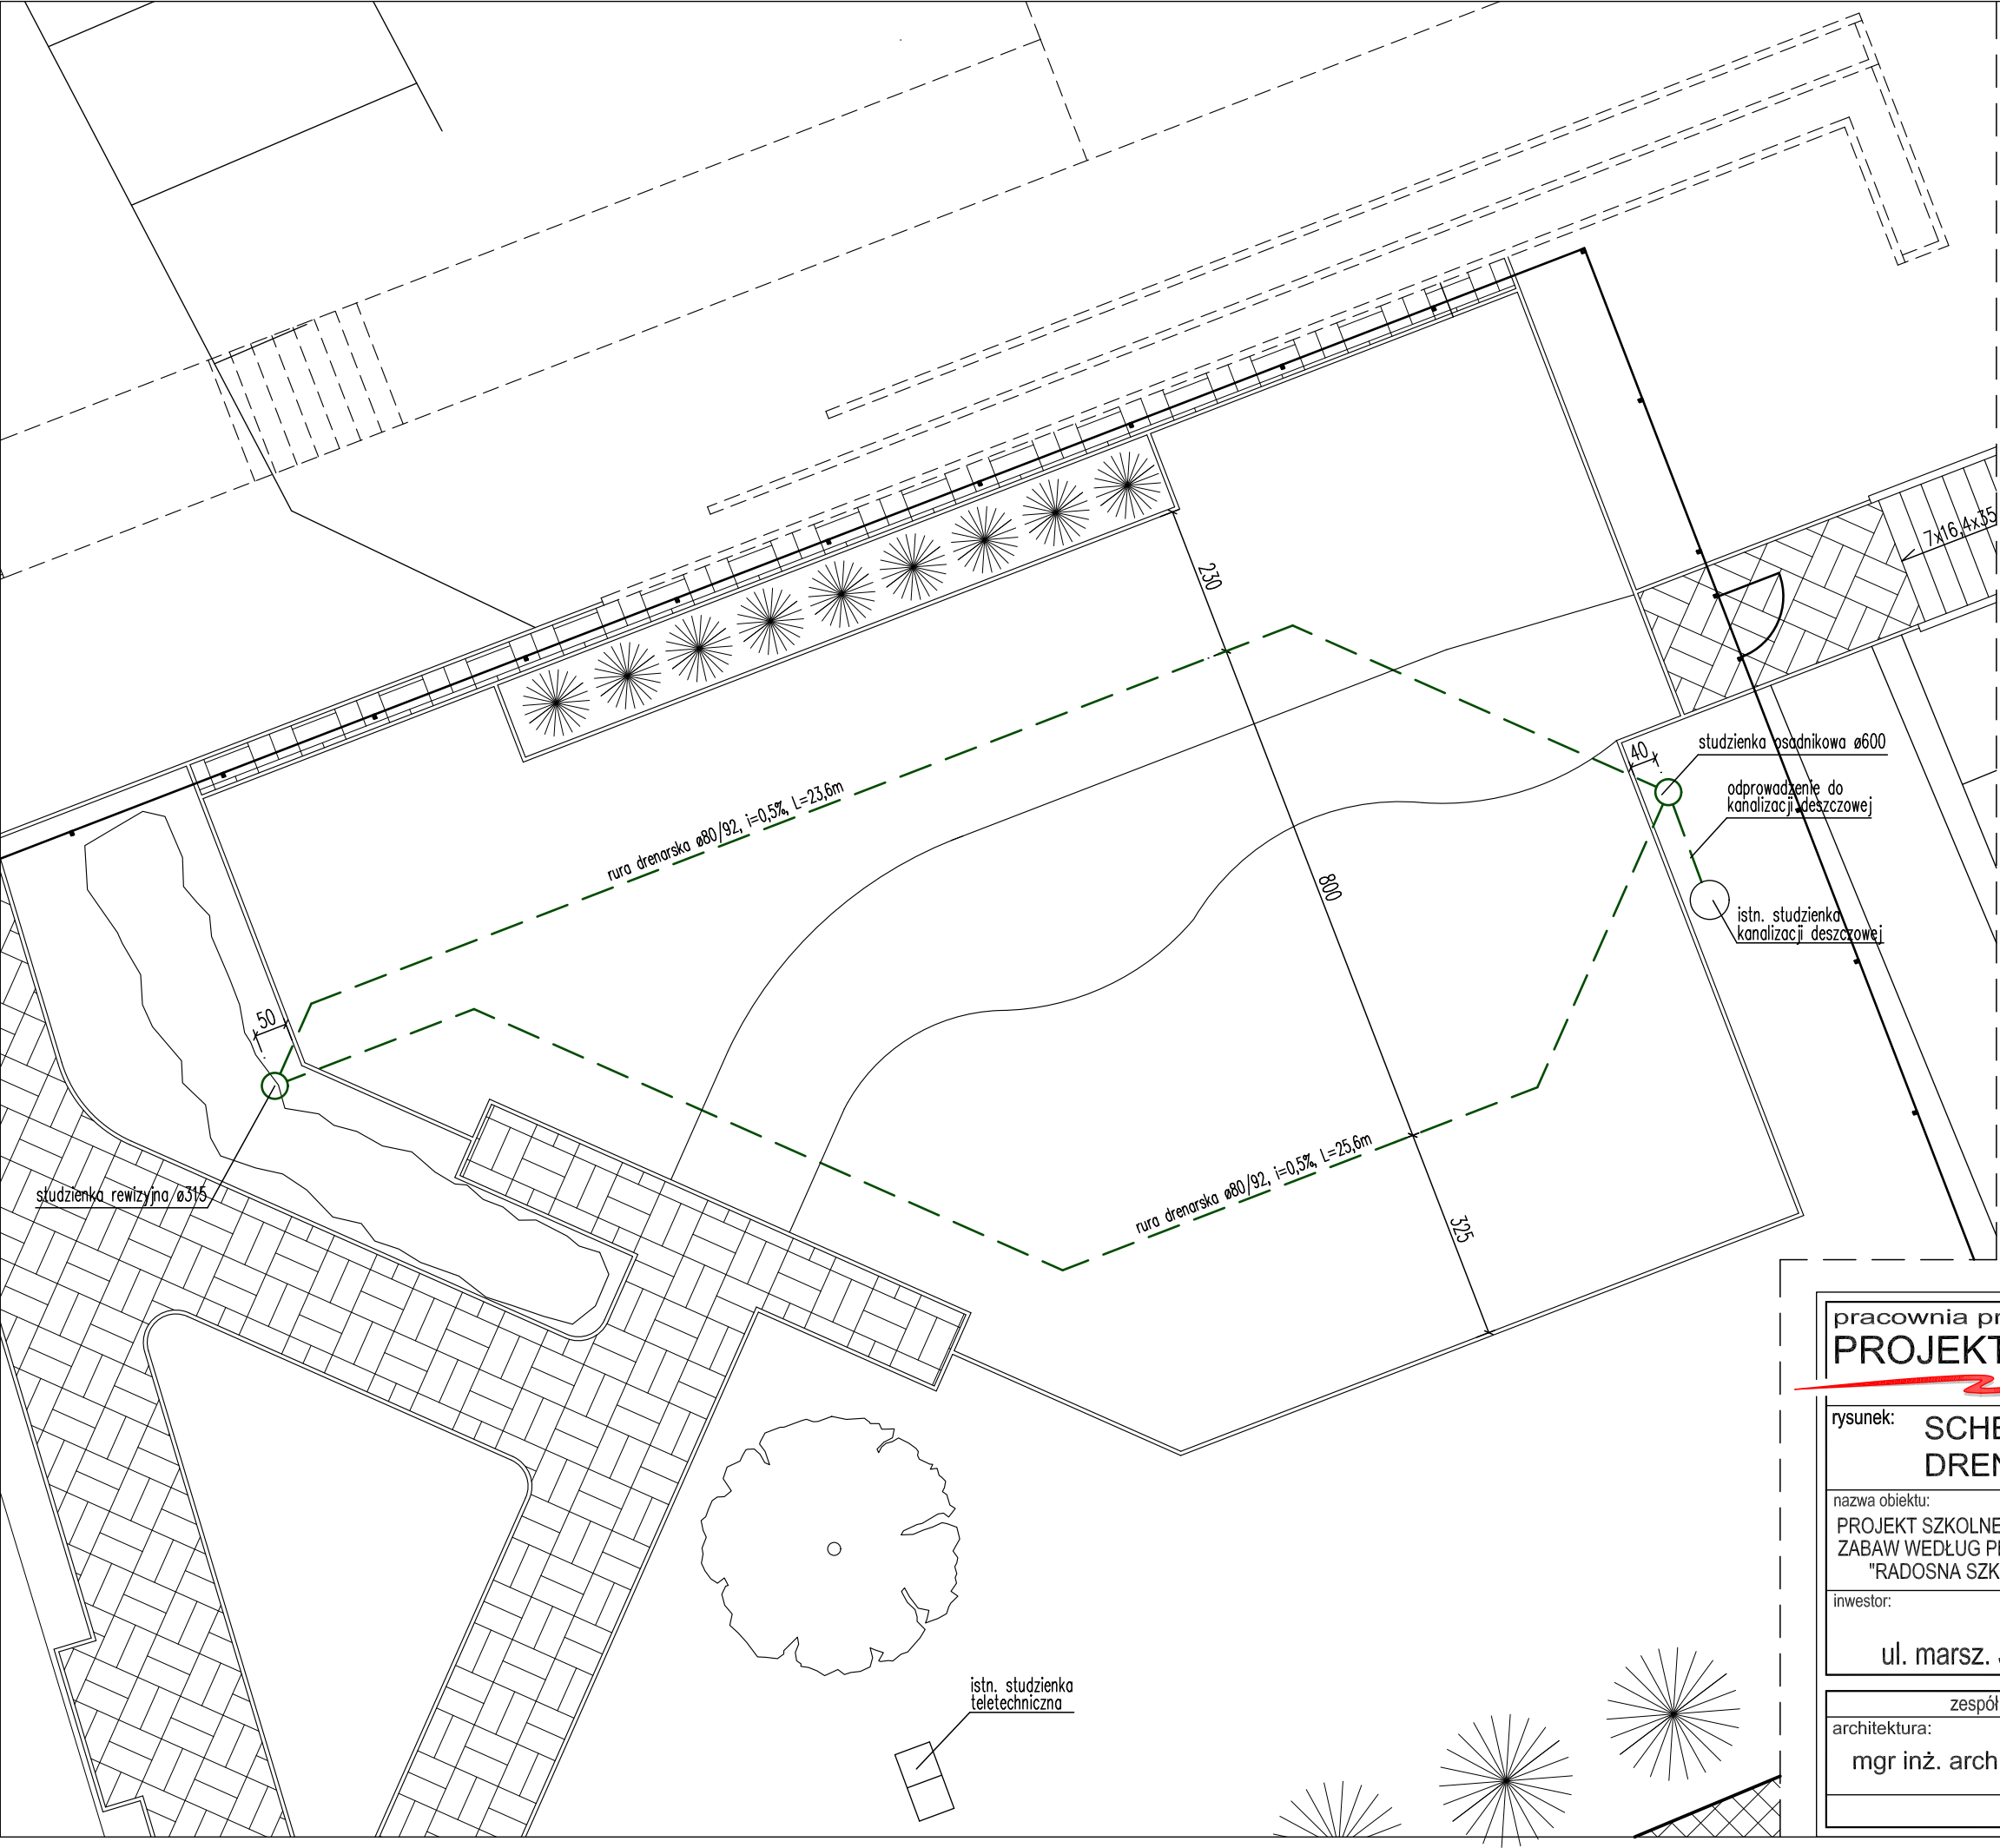 7x16,4x35
230
studzienka osadnikowa ø600
40
odprowadzenie do
kanalizacji deszczowej
rura drenarska ø80/92, i=0,5%, L=23,6m
800
istn. studzienka
kanalizacji deszczowej
50
rura drenarska ø80/92, i=0,5%, L=25,6m
studzienka rewizyjna ø315
325
istn. studzienka
teletechniczna
pracownia pr
PROJEKT
rysunek:
SCHE
DREN
nazwa obiektu:
PROJEKT SZKOLNE
ZABAW WEDŁUG P
"RADOSNA SZK
inwestor:
ul. marsz.
zespół
architektura:
mgr inż. arch